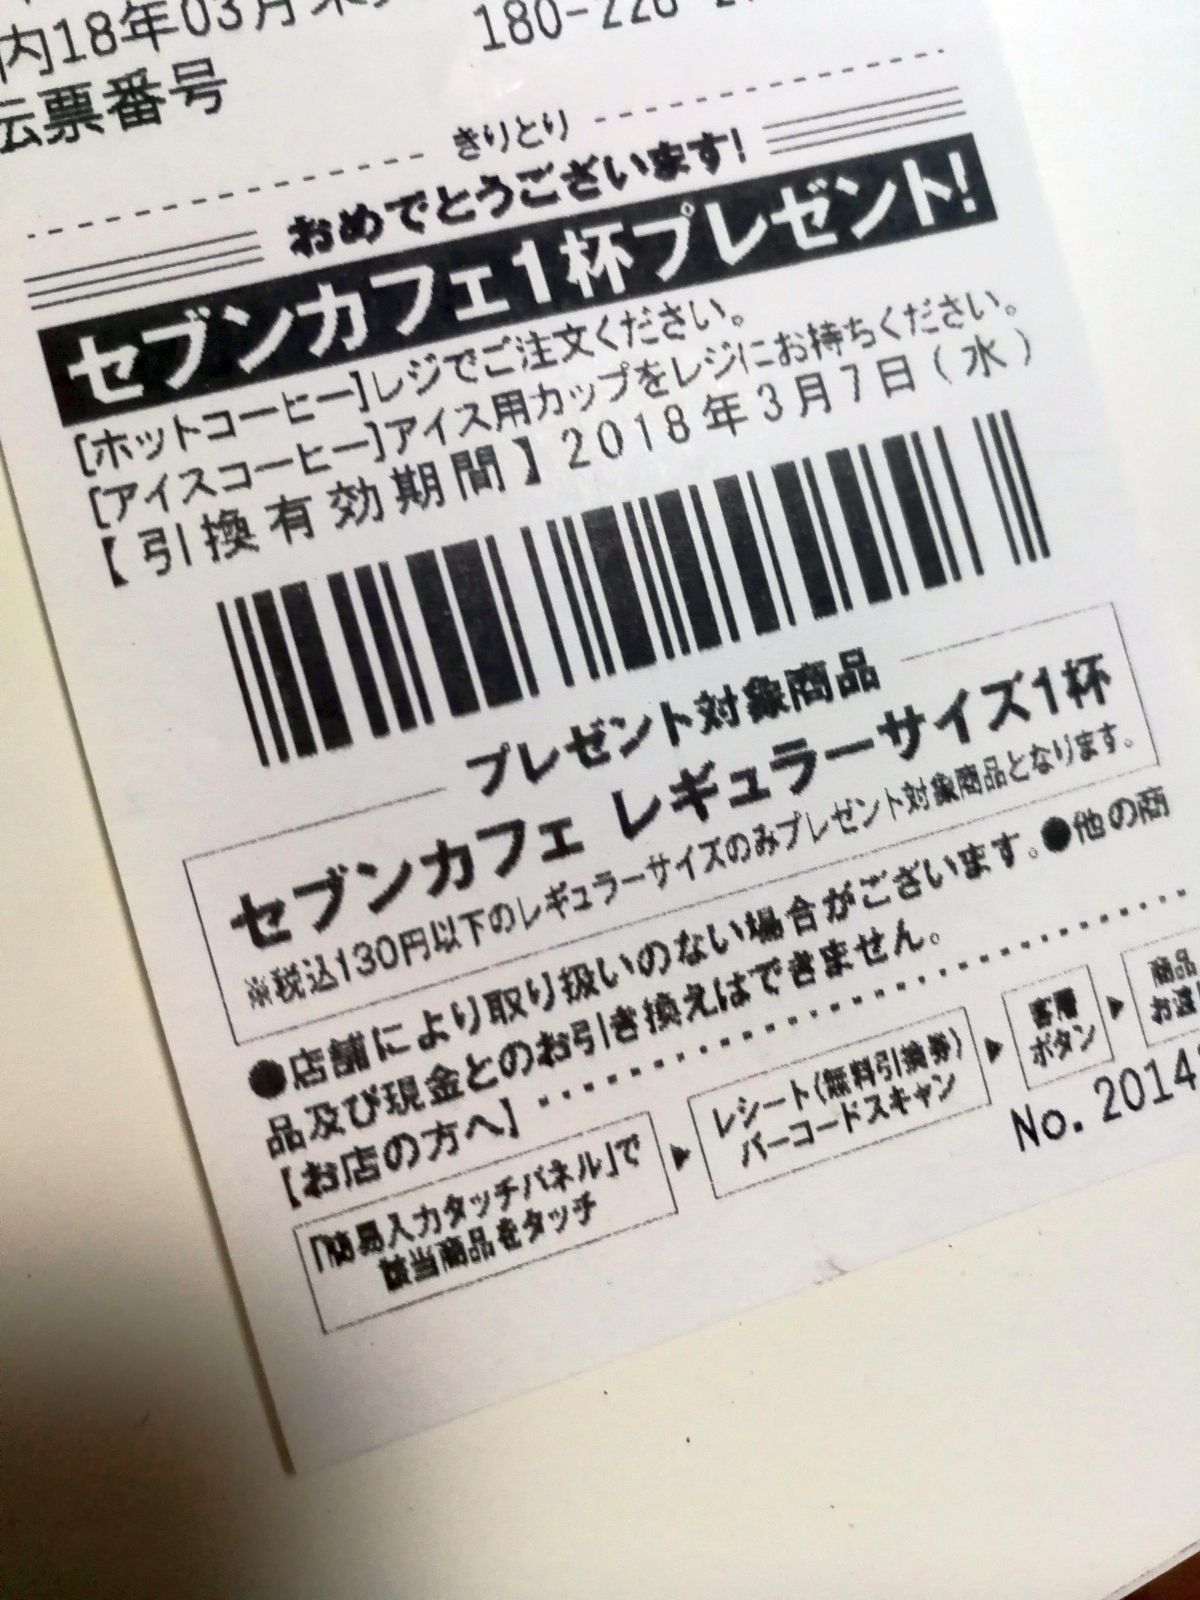 内18年03月末
180-228-2
伝票番号
きりとり
おめでとうございます!
セブンカフェ1杯プレゼント!
[ホットコーヒー]レジでご注文ください。
[アイスコーヒー]アイス用カップをレジにお持ちください。
【引換有効期間】2018年3月7日(水)
プレゼント対象商品
セブンカフェ レギュラーサイズ1杯
※税込130円以下のレギュラーサイズのみプレゼント対象商品となります。
●店舗により取り扱いのない場合がございます。●他の商
品及び現金とのお引き換えはできません。
【お店の方へ】
「簡易入力タッチパネル」で
該当商品をタッチ
▶
レシート(無料引換券)
バーコードスキャン
▶
客層
ボタン
▶
商品
お渡し
No. 2014